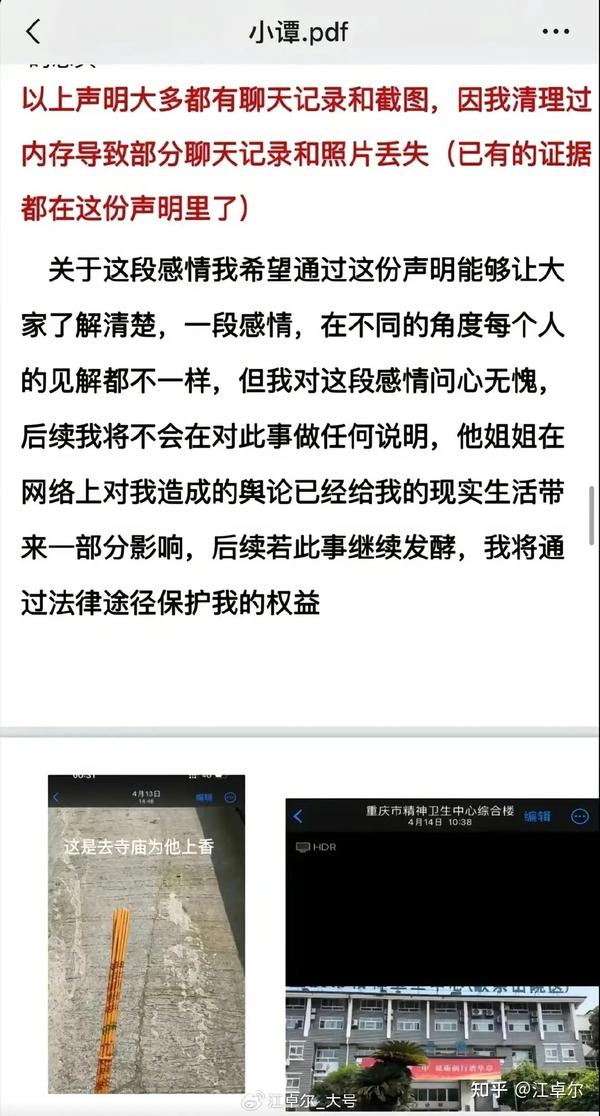 小谭.pdf
以上声明大多都有聊天记录和截图，因我清理过
内存导致部分聊天记录和照片丢失（已有的证据
都在这份声明里了）
关于这段感情我希望通过这份声明能够让大
家了解清楚，一段感情，在不同的角度每个人
的见解都不一样，但我对这段感情问心无愧，
后续我将不会在对此事做任何说明，他姐姐在
网络上对我造成的舆论已经给我的现实生活带
来一部分影响，后续若此事继续发酵，我将通
过法律途径保护我的权益
4月13日
14:48
编辑
这是去寺庙为他上香
重庆市精神卫生中心综合楼
4月14日 10:38
编辑
HDR
江卓尔_大号
知乎 @江卓尔